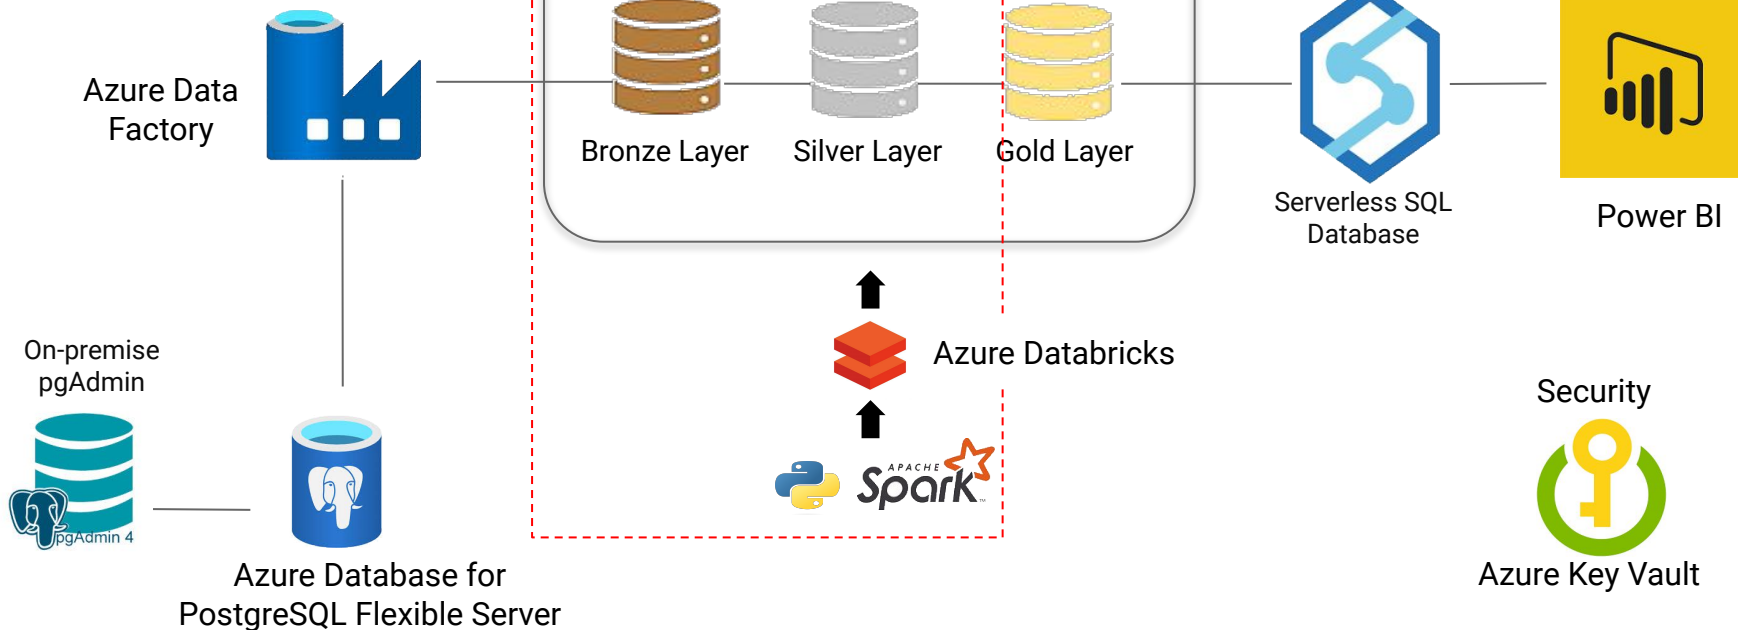 Azure Data
Factory
Bronze Layer
Silver Layer
Gold Layer
Serverless SQL
Database
Power BI
On-premise
pgAdmin
pgAdmin 4
Azure Databricks
APACHE
Spark
Security
Azure Key Vault
Azure Database for
PostgreSQL Flexible Server